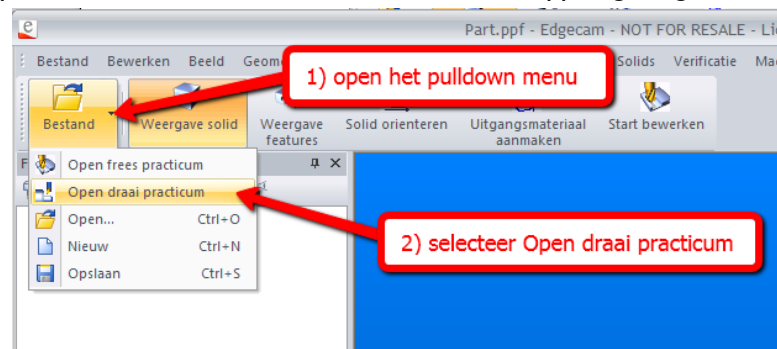 Part.ppf - Edgecam - NOT FOR RESALE - Li
Bestand Bewerken Beeld Solids Verificatie
1) open het pulldown menu
Bestand Weergave solid Weergave features Solid orienteren Uitgangsmateriaal aanmaken Start bewerken
Open frees practicum
Open draai practicum
Open... Ctrl+O
2) selecteer Open draai practicum
Nieuw Ctrl+N
Opslaan Ctrl+S